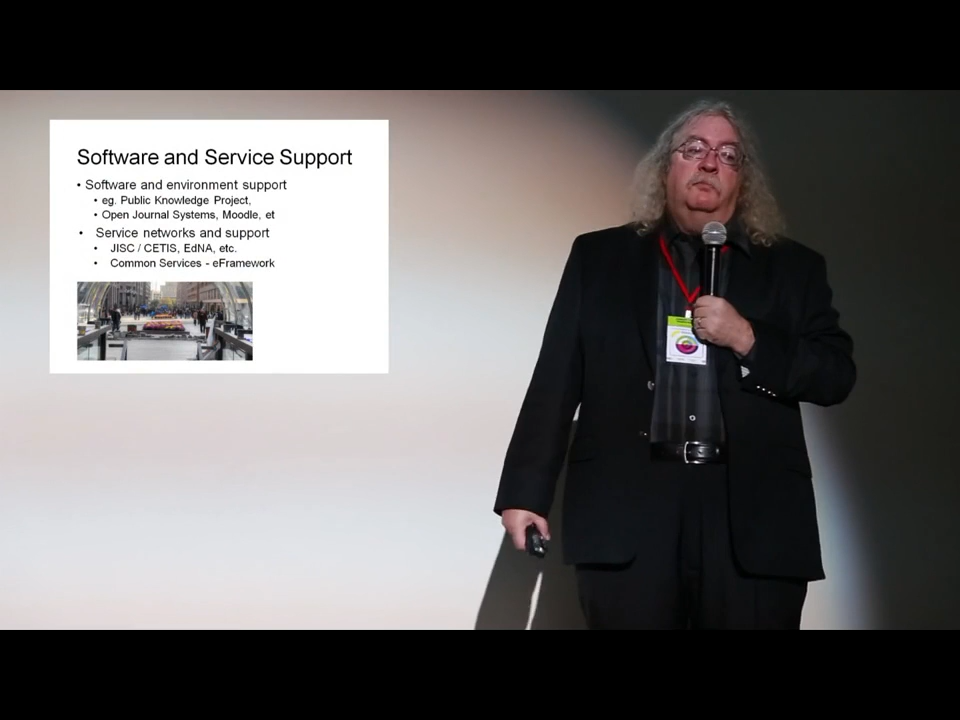 Software and Service Support
• Software and environment support
• eg. Public Knowledge Project,
• Open Journal Systems, Moodle, et
• Service networks and support
• JISC / CETIS, EdNA, etc.
• Common Services - eFramework